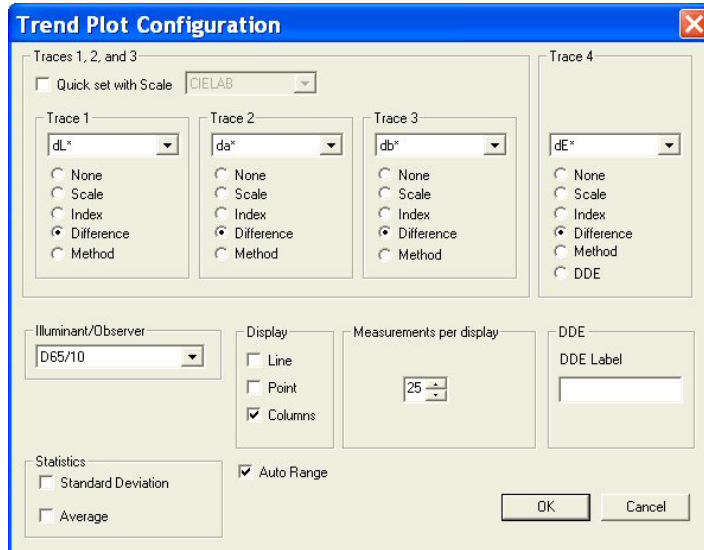 Trend Plot Configuration
Traces 1, 2, and 3
Quick set with Scale CIELAB
Trace 1
dL*
None
Scale
Index
Difference
Method
Trace 2
da*
None
Scale
Index
Difference
Method
Trace 3
db*
None
Scale
Index
Difference
Method
Trace 4
dE*
None
Scale
Index
Difference
Method
DDE
Illuminant/Observer
D65/10
Display
Line
Point
Columns
Measurements per display
25
DDE
DDE Label
Statistics
Standard Deviation
Average
Auto Range
OK
Cancel